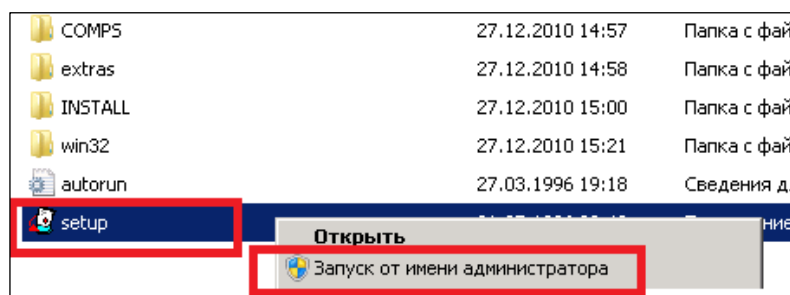 COMPS 27.12.2010 14:57 Папка с фай
extras 27.12.2010 14:58 Папка с фай
INSTALL 27.12.2010 15:00 Папка с фай
win32 27.12.2010 15:21 Папка с фай
autorun 27.03.1996 19:18 Сведения д
setup
Открыть
Запуск от имени администратора